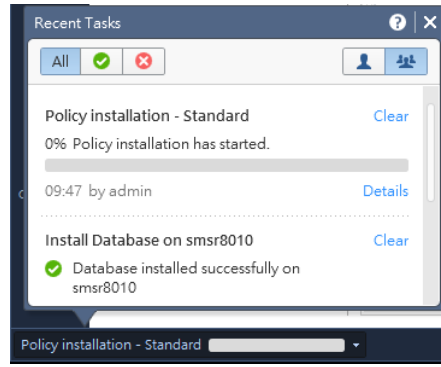 Recent Tasks
?
All
Policy installation - Standard
Clear
0% Policy installation has started.
09:47 by admin
Details
Install Database on smsr8010
Clear
Database installed successfully on
smsr8010
Policy installation - Standard